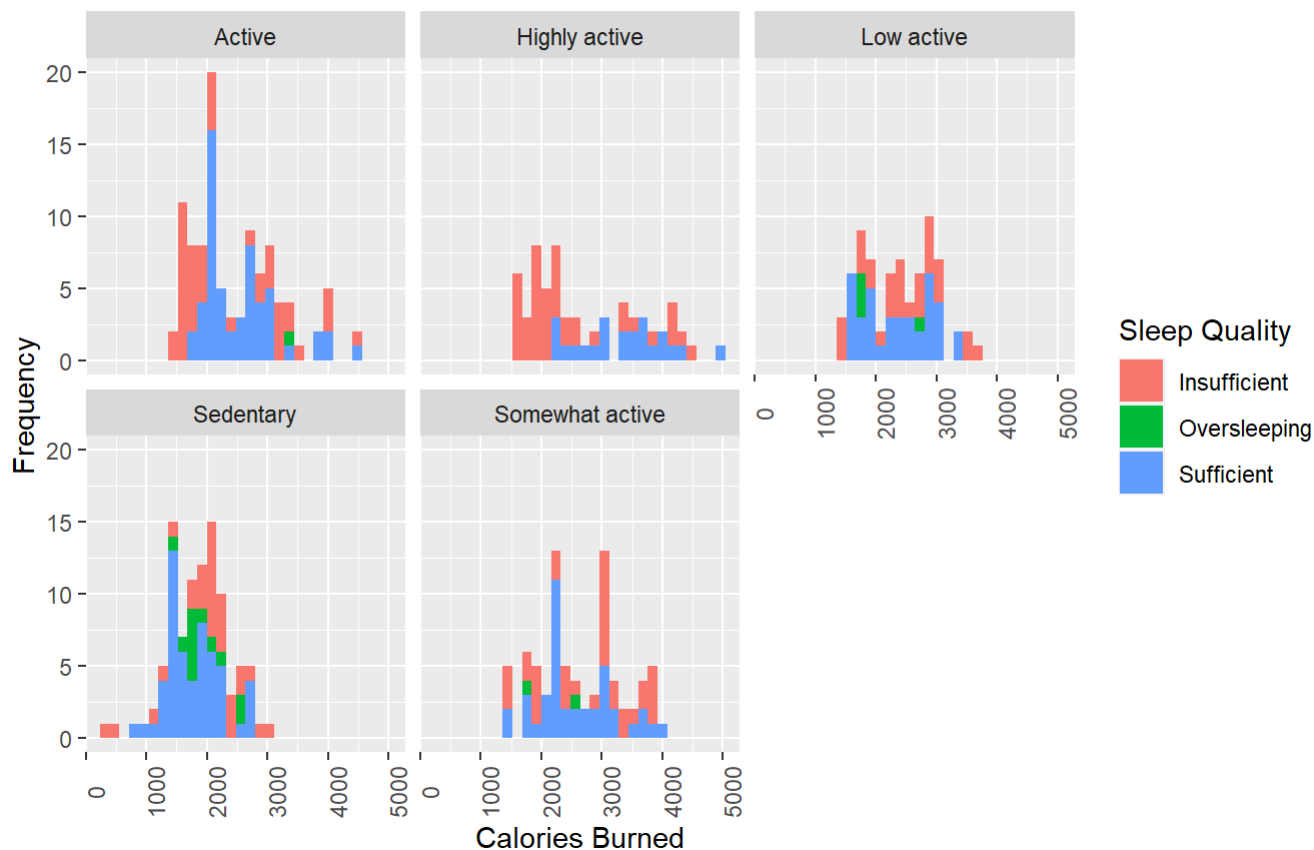 Active
Highly active
Low active
20
15
10
5
0
0 1000 2000 3000 4000 5000
Sedentary
Somewhat active
20
15
10
5
0
0 1000 2000 3000 4000 5000
0 1000 2000 3000 4000 5000
Frequency
Calories Burned
Sleep Quality
Insufficient
Oversleeping
Sufficient